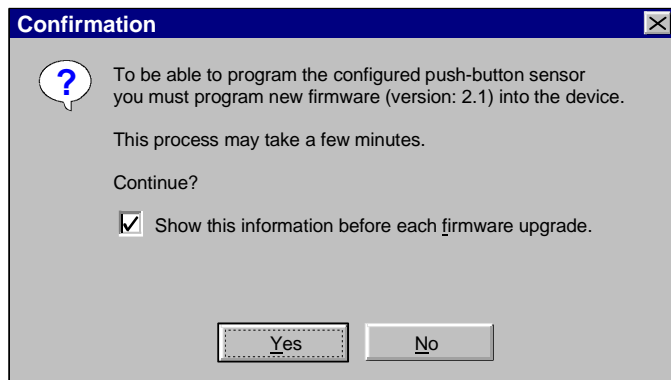 Confirmation
?
To be able to program the configured push-button sensor
you must program new firmware (version: 2.1) into the device.
This process may take a few minutes.
Continue?
Show this information before each firmware upgrade.
Yes
No